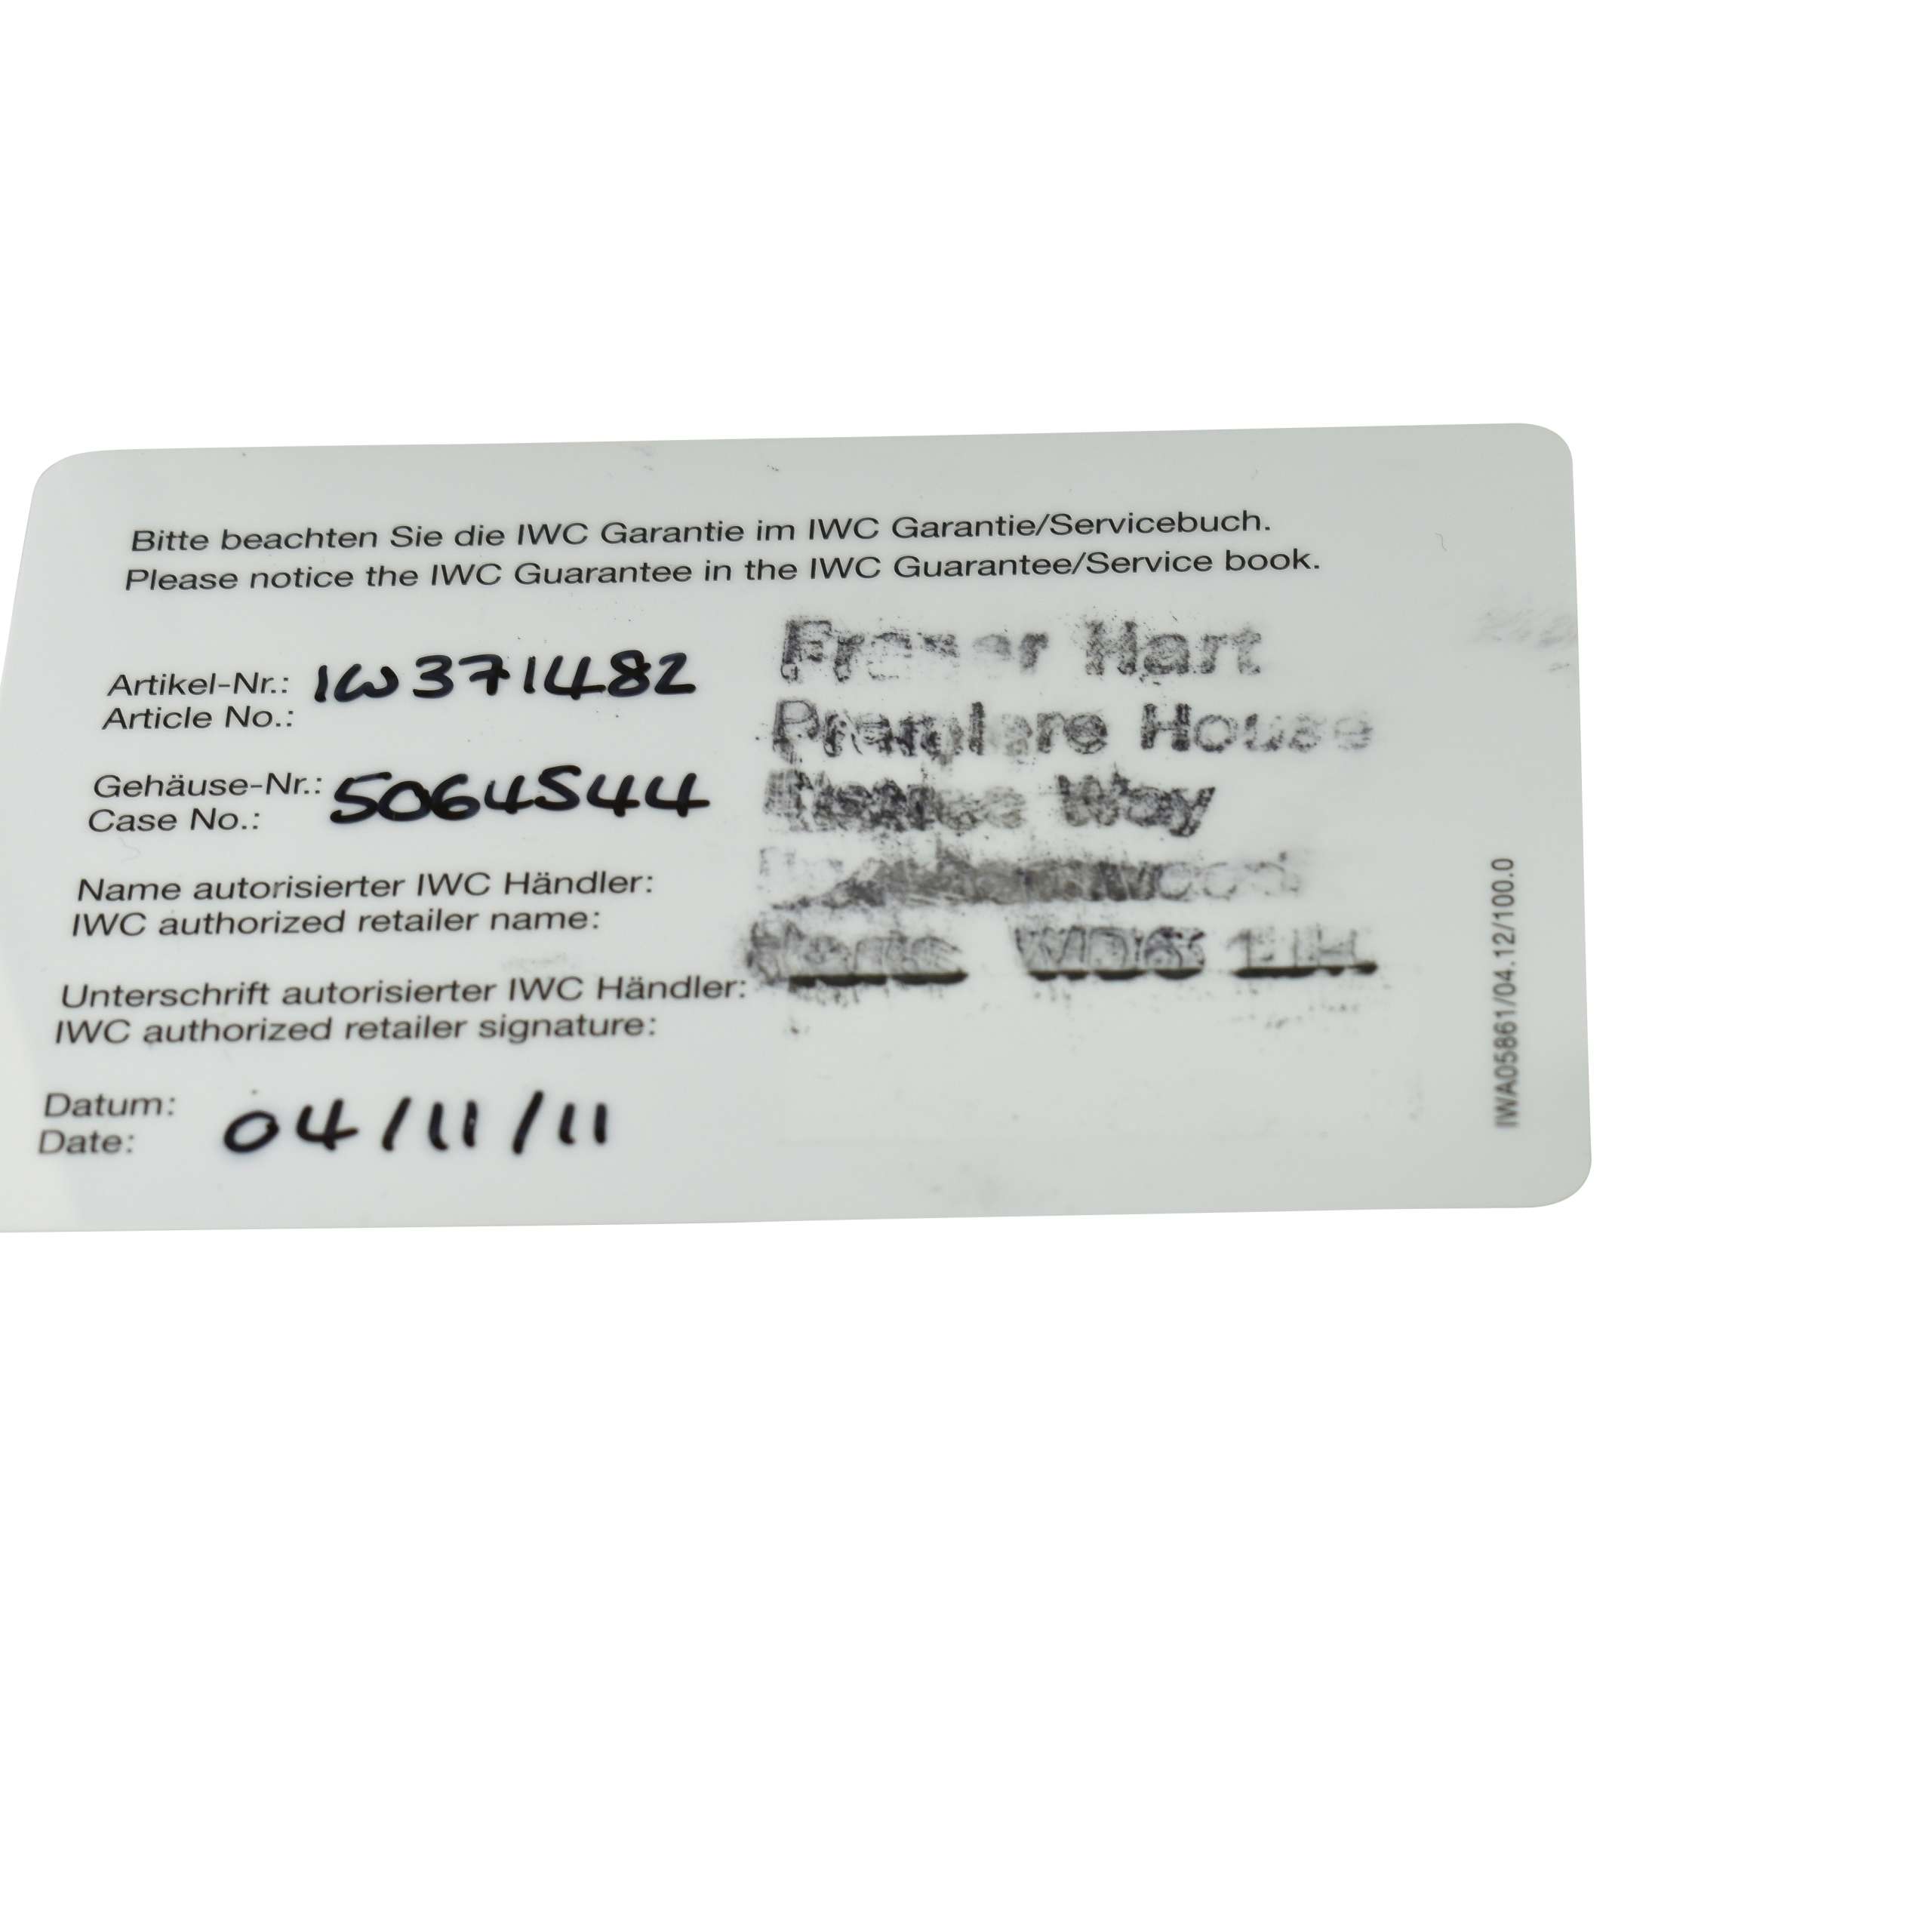 Bitte beachten Sie die IWC Garantie im IWC Garantie/Servicebuch.
Please notice the IWC Guarantee in the IWC Guarantee/Service book.
Artikel-Nr.: IW371482
Article No.:
Gehäuse-Nr.: 5064544
Case No.:
Fraser Hart
Premiere House
Way
Name autorisierter IWC Händler:
IWC authorized retailer name:
Herts WD6
Unterschrift autorisierter IWC Händler:
IWC authorized retailer signature:
Datum:
Date: 04/11/11
IWA05861/04.12/100.0